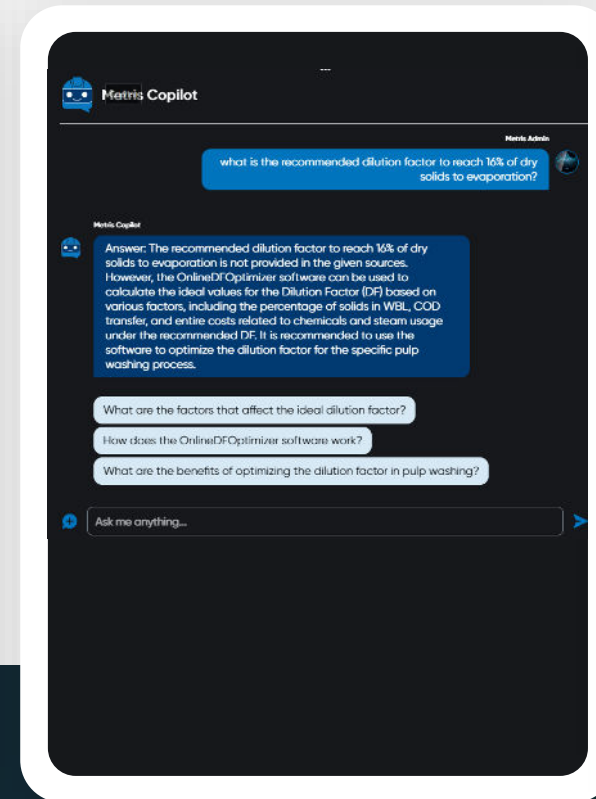 ---
Metris Copilot
Metris Admin
what is the recommended dilution factor to reach 16% of dry
solids to evaporation?
Metris Copilot
Answer: The recommended dilution factor to reach 16% of dry
solids to evaporation is not provided in the given sources.
However, the OnlineDFOptimizer software can be used to
calculate the ideal values for the Dilution Factor (DF) based on
various factors, including the percentage of solids in WBL, COD
transfer, and entire costs related to chemicals and steam usage
under the recommended DF. It is recommended to use the
software to optimize the dilution factor for the specific pulp
washing process.
What are the factors that affect the ideal dilution factor?
How does the OnlineDFOptimizer software work?
What are the benefits of optimizing the dilution factor in pulp washing?
Ask me anything...